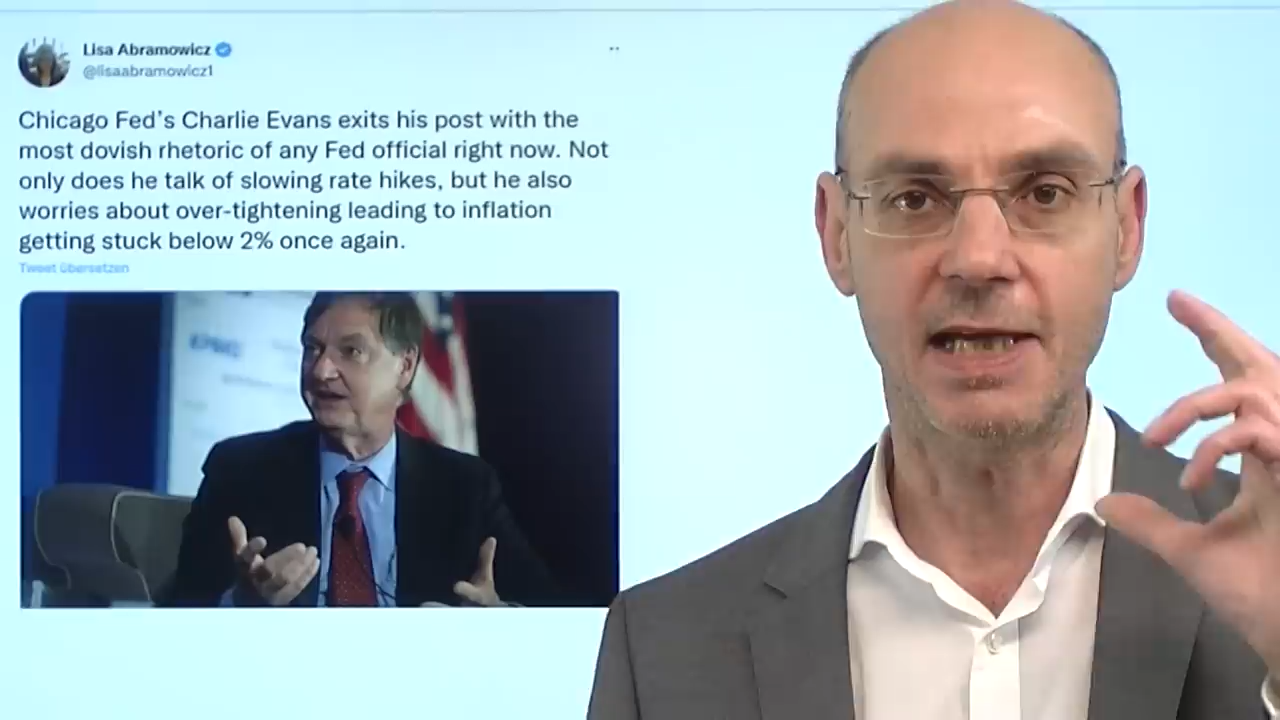 Lisa Abramowicz
@lisaabramowicz1
Chicago Fed's Charlie Evans exits his post with the
most dovish rhetoric of any Fed official right now. Not
only does he talk of slowing rate hikes, but he also
worries about over-tightening leading to inflation
getting stuck below 2% once again.
Tweet übersetzen
KPMG